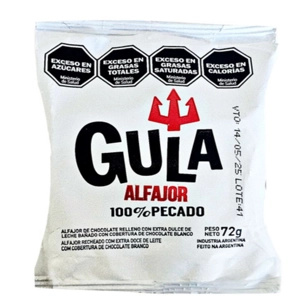 EXCESO EN
AZÚCARES
Ministerio
de Salud
EXCESO EN
GRASAS
TOTALES
Ministerio
de Salud
EXCESO EN
GRASAS
SATURADAS
Ministerio
de Salud
EXCESO EN
CALORÍAS
Ministerio
de Salud
GULA
ALFAJOR
100% PECADO
VTO: 14/05/25 LOTE:41
ALFAJOR DE CHOCOLATE RELLENO CON EXTRA DULCE DE
LECHE BAÑADO CON COBERTURA DE CHOCOLATE BLANCO
ALFAJOR RECHEADO COM EXTRA DOCE DE LEITE
COM COBERTURA DE CHOCOLATE BRANCO
PESO
NETO 72g
INDUSTRIA ARGENTINA
FEITO NA ARGENTINA